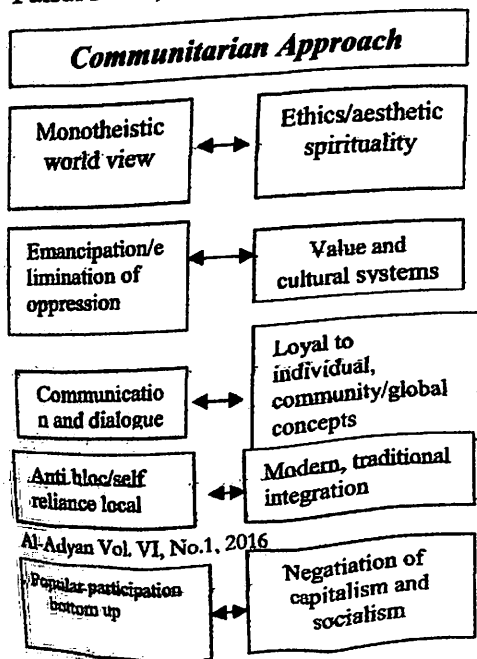 Communitarian Approach
Monotheistic
world view
Ethics/aesthetic
spirituality
Emancipation/e
limination of
oppression
Value and
cultural systems
Communicatio
n and dialogue
Loyal to
individual,
community/global
concepts
Anti bloc/self
reliance local
Modern, traditional
integration
Al-Adyan Vol. VI, No.1, 2016
Popular participation
bottom up
Negatiation of
capitalism and
socialism